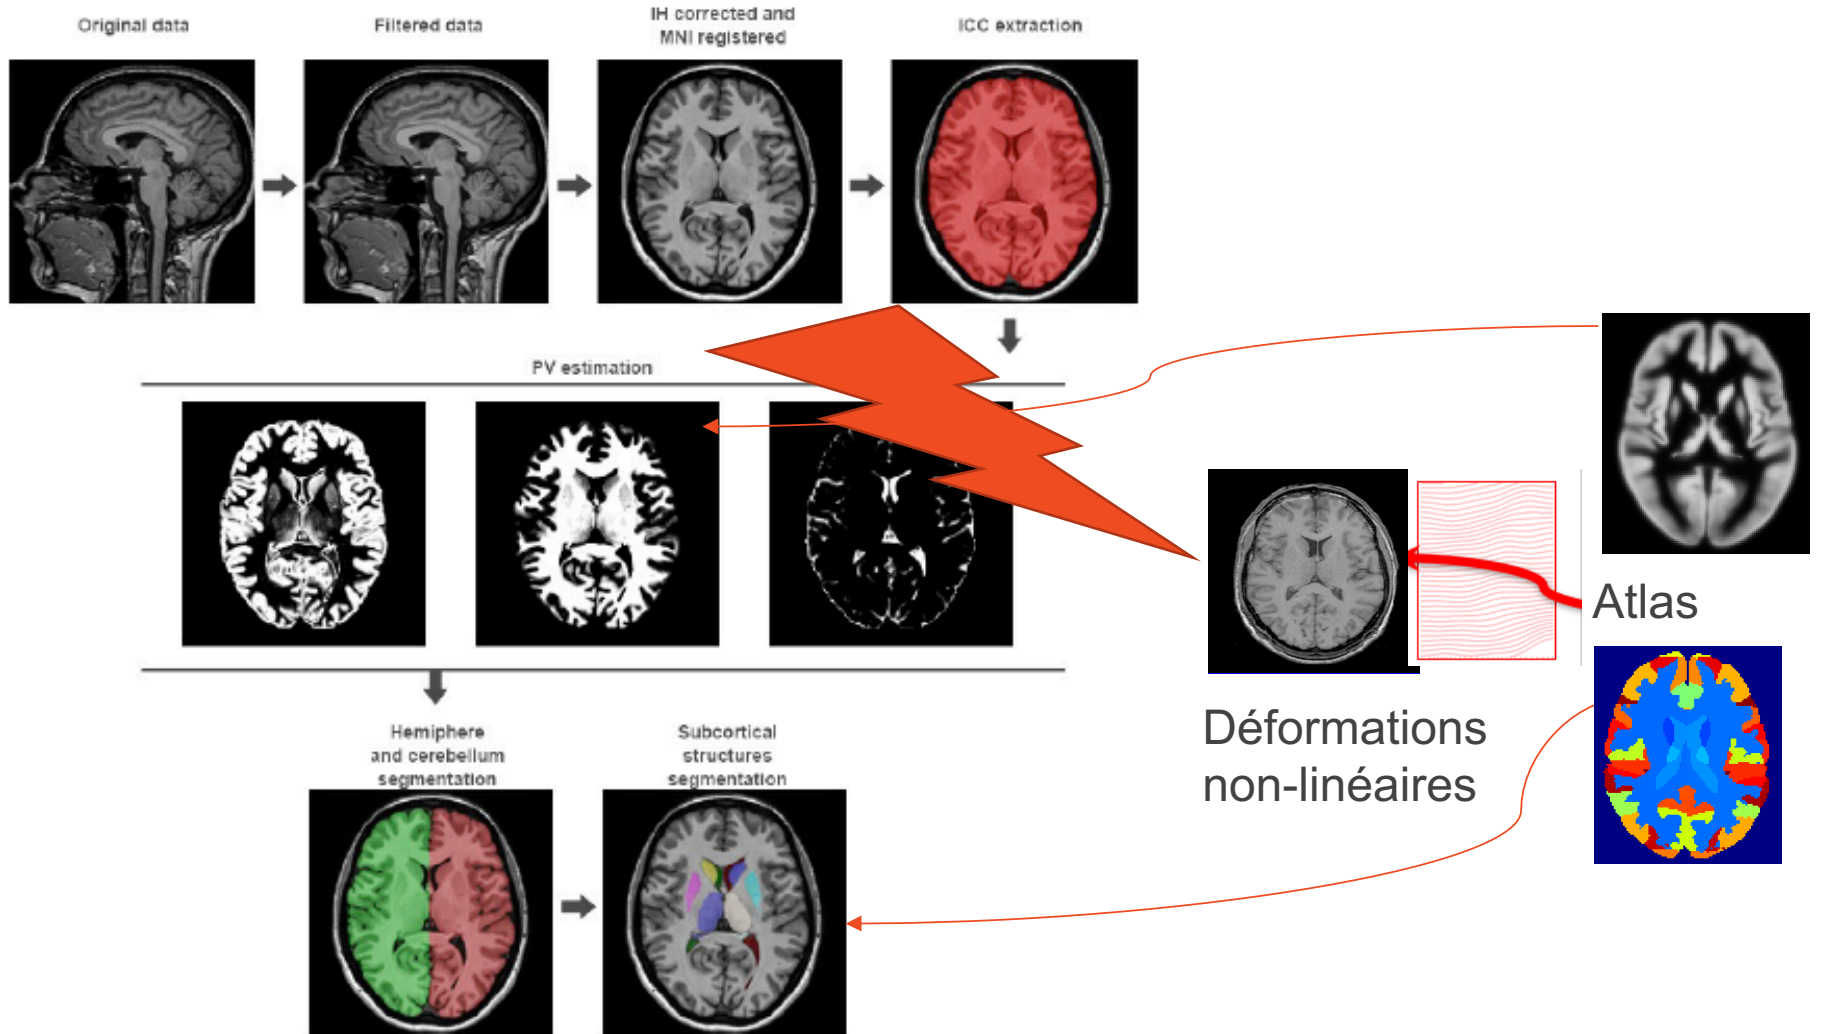 Original data
Filtered data
IH corrected and
MNI registered
ICC extraction
PV estimation
Atlas
Déformations
non-linéaires
Hemiphere
and cerebellum
segmentation
Subcortical
structures
segmentation